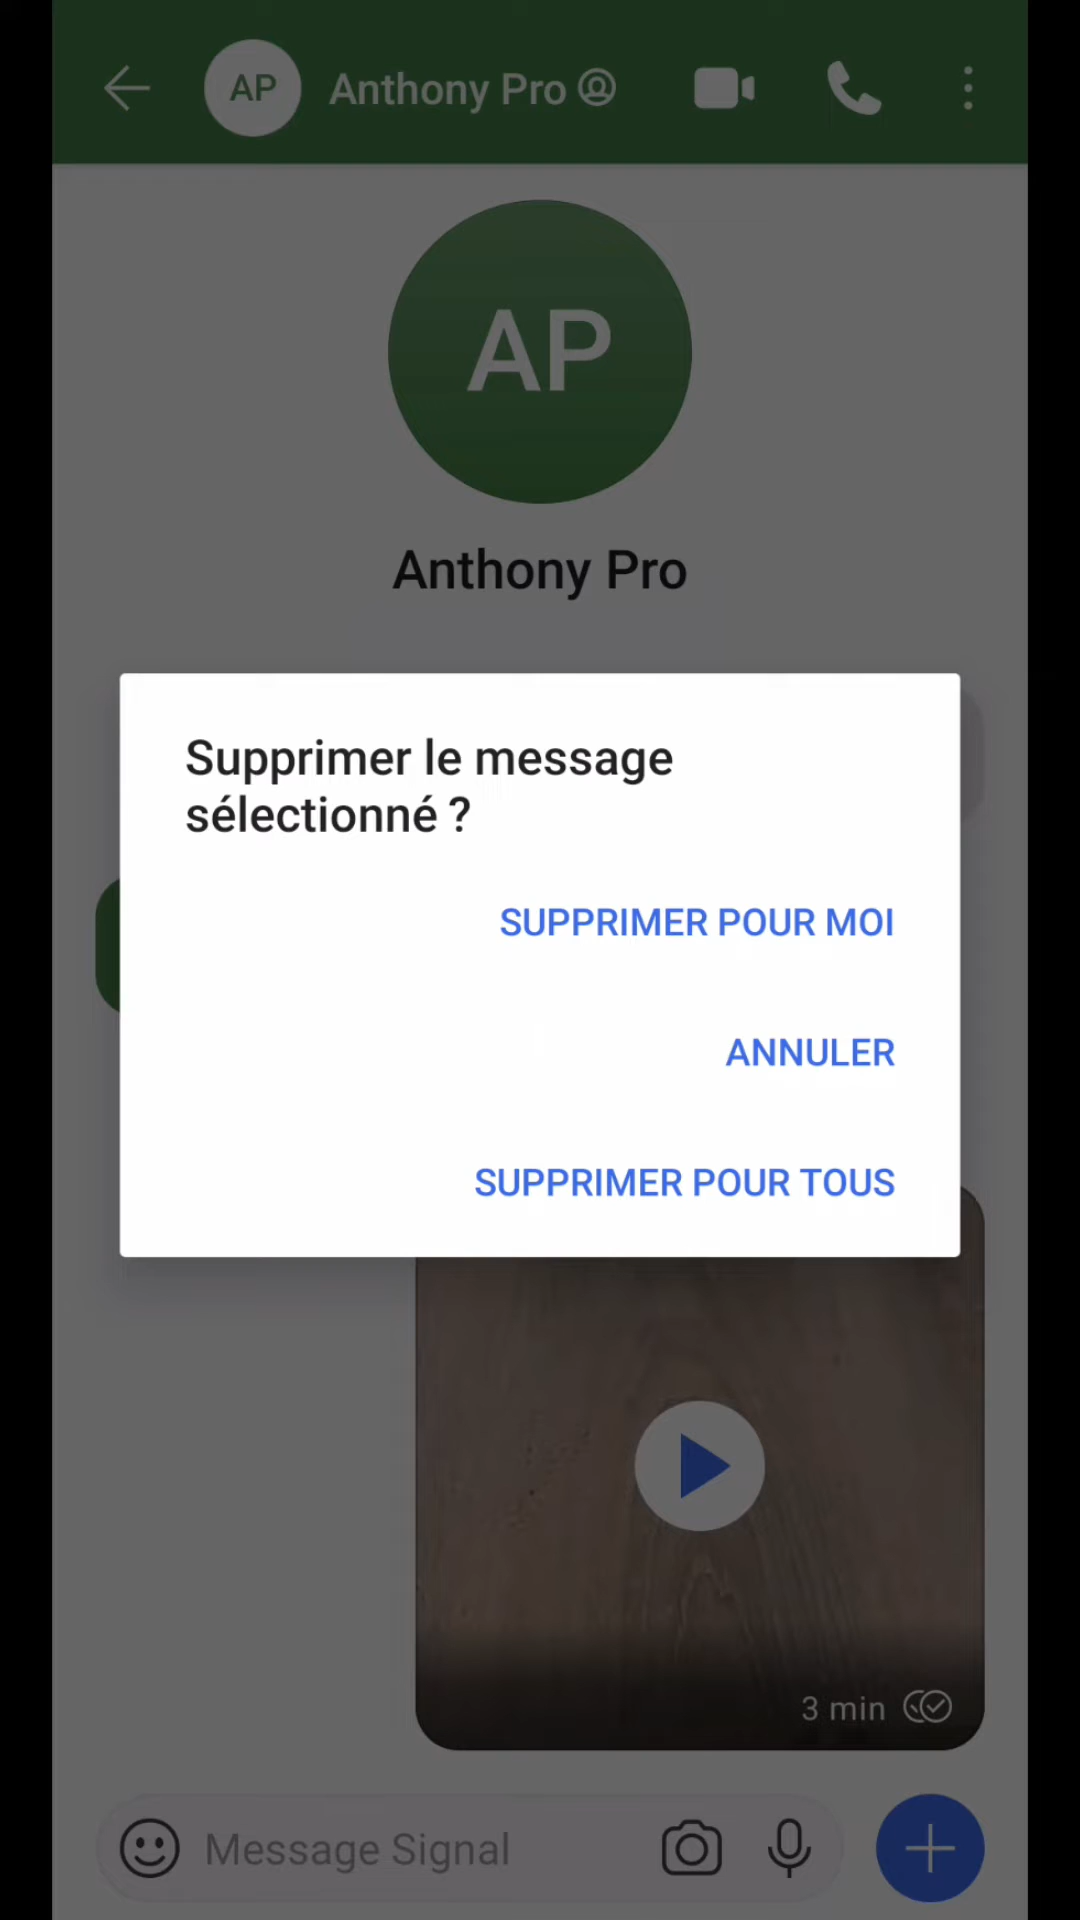 AP
Anthony Pro
AP
Anthony Pro
Supprimer le message
sélectionné ?
SUPPRIMER POUR MOI
ANNULER
SUPPRIMER POUR TOUS
3 min
Message Signal